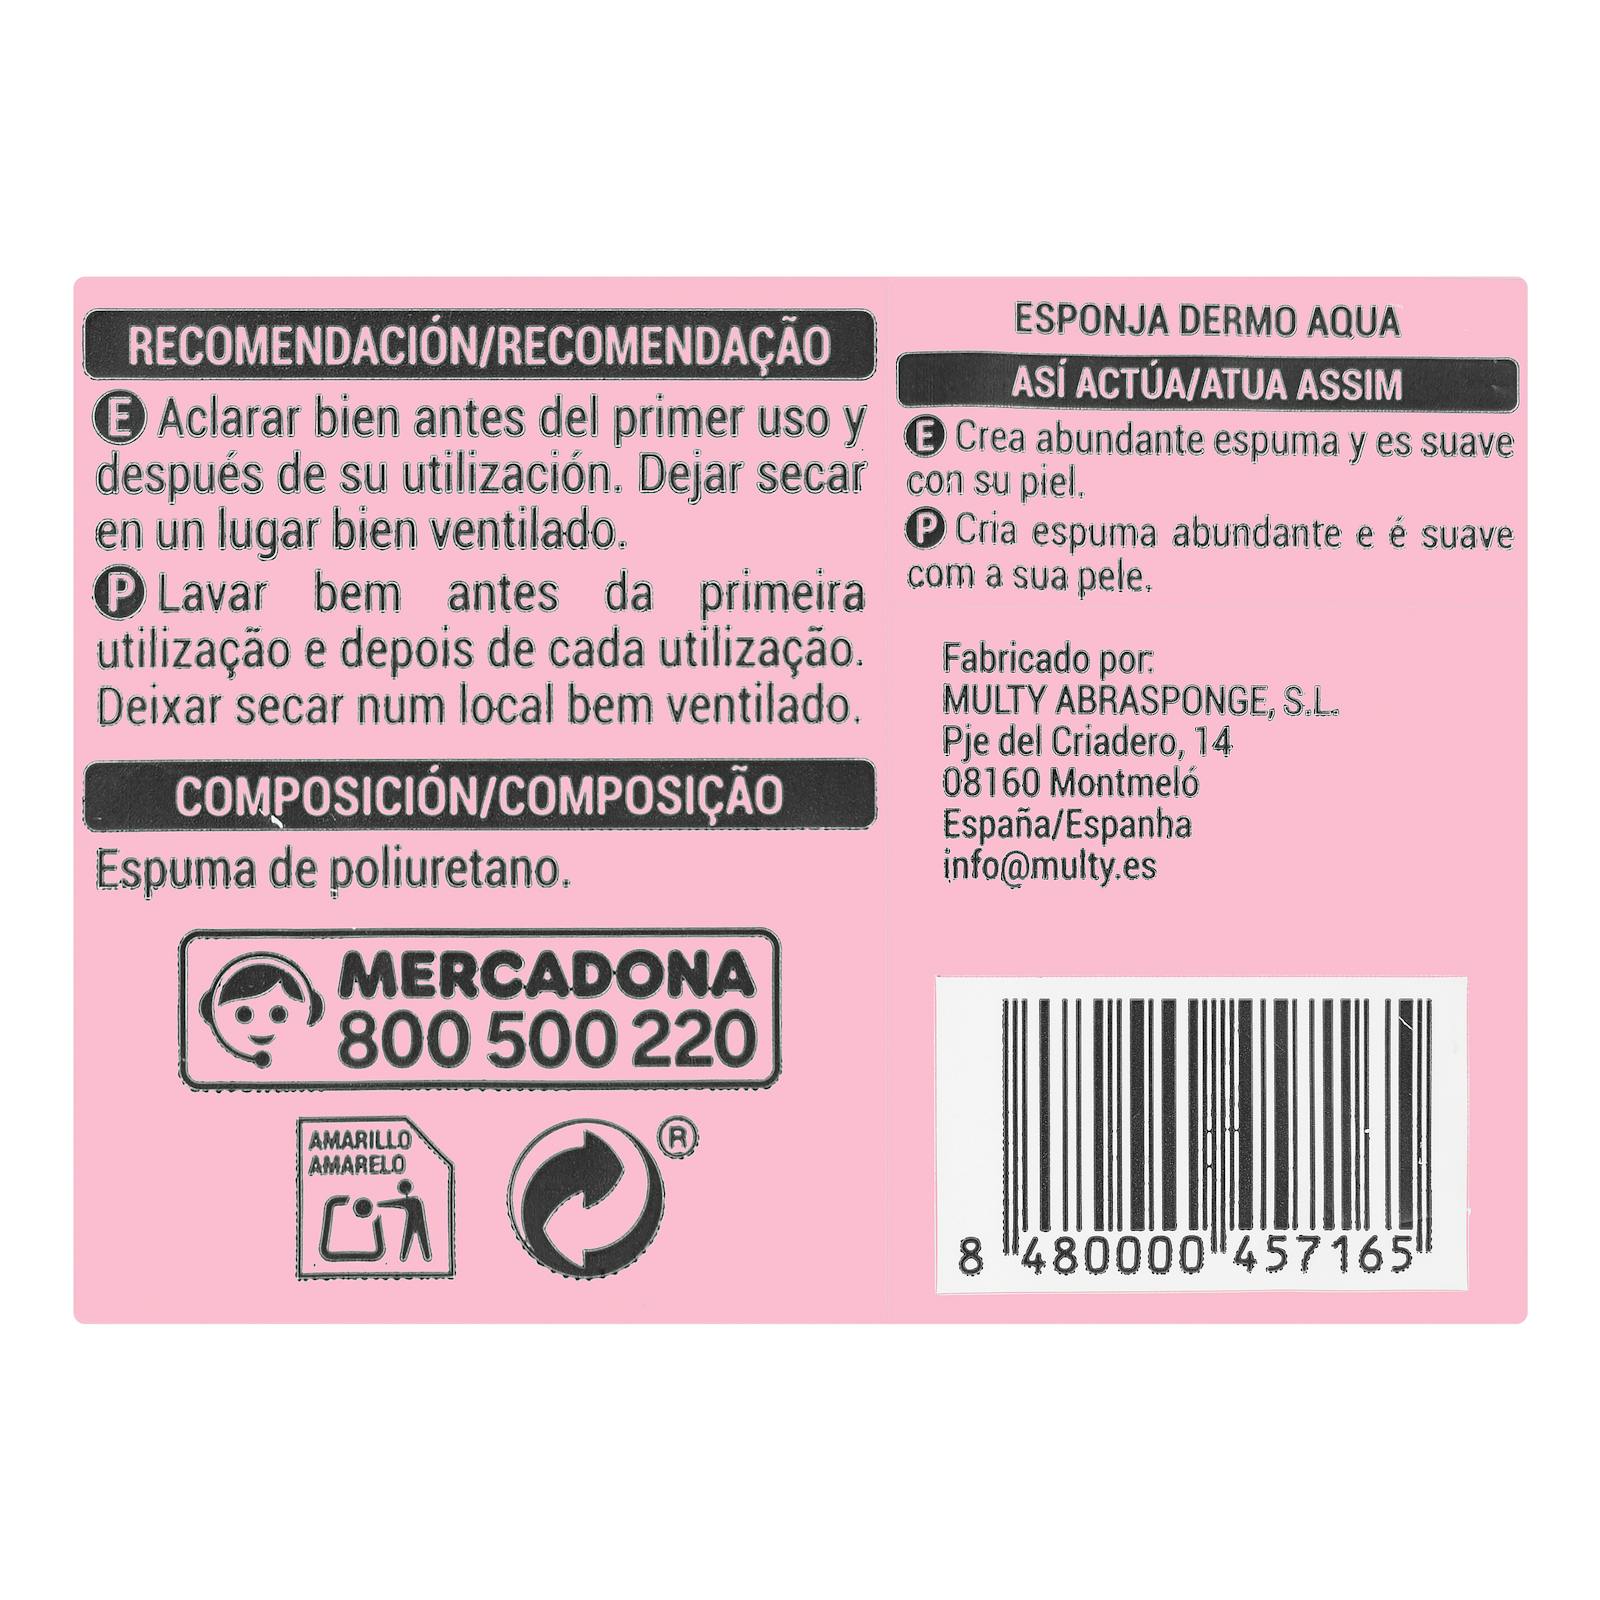 RECOMENDACIÓN/RECOMENDAÇÃO
E Aclarar bien antes del primer uso y
después de su utilización. Dejar secar
en un lugar bien ventilado.
P Lavar bem antes da primeira
utilização e depois de cada utilização.
Deixar secar num local bem ventilado.
COMPOSICIÓN/COMPOSIÇÃO
Espuma de poliuretano.
MERCADONA
800 500 220
AMARILLO
AMARELO
®
ESPONJA DERMO AQUA
ASÍ ACTÚA/ATUA ASSIM
E Crea abundante espuma y es suave
con su piel.
P Cria espuma abundante e é suave
com a sua pele.
Fabricado por:
MULTY ABRASPONGE, S.L.
Pje del Criadero, 14
08160 Montmeló
España/Espanha
info@multy.es
8 480000 457165